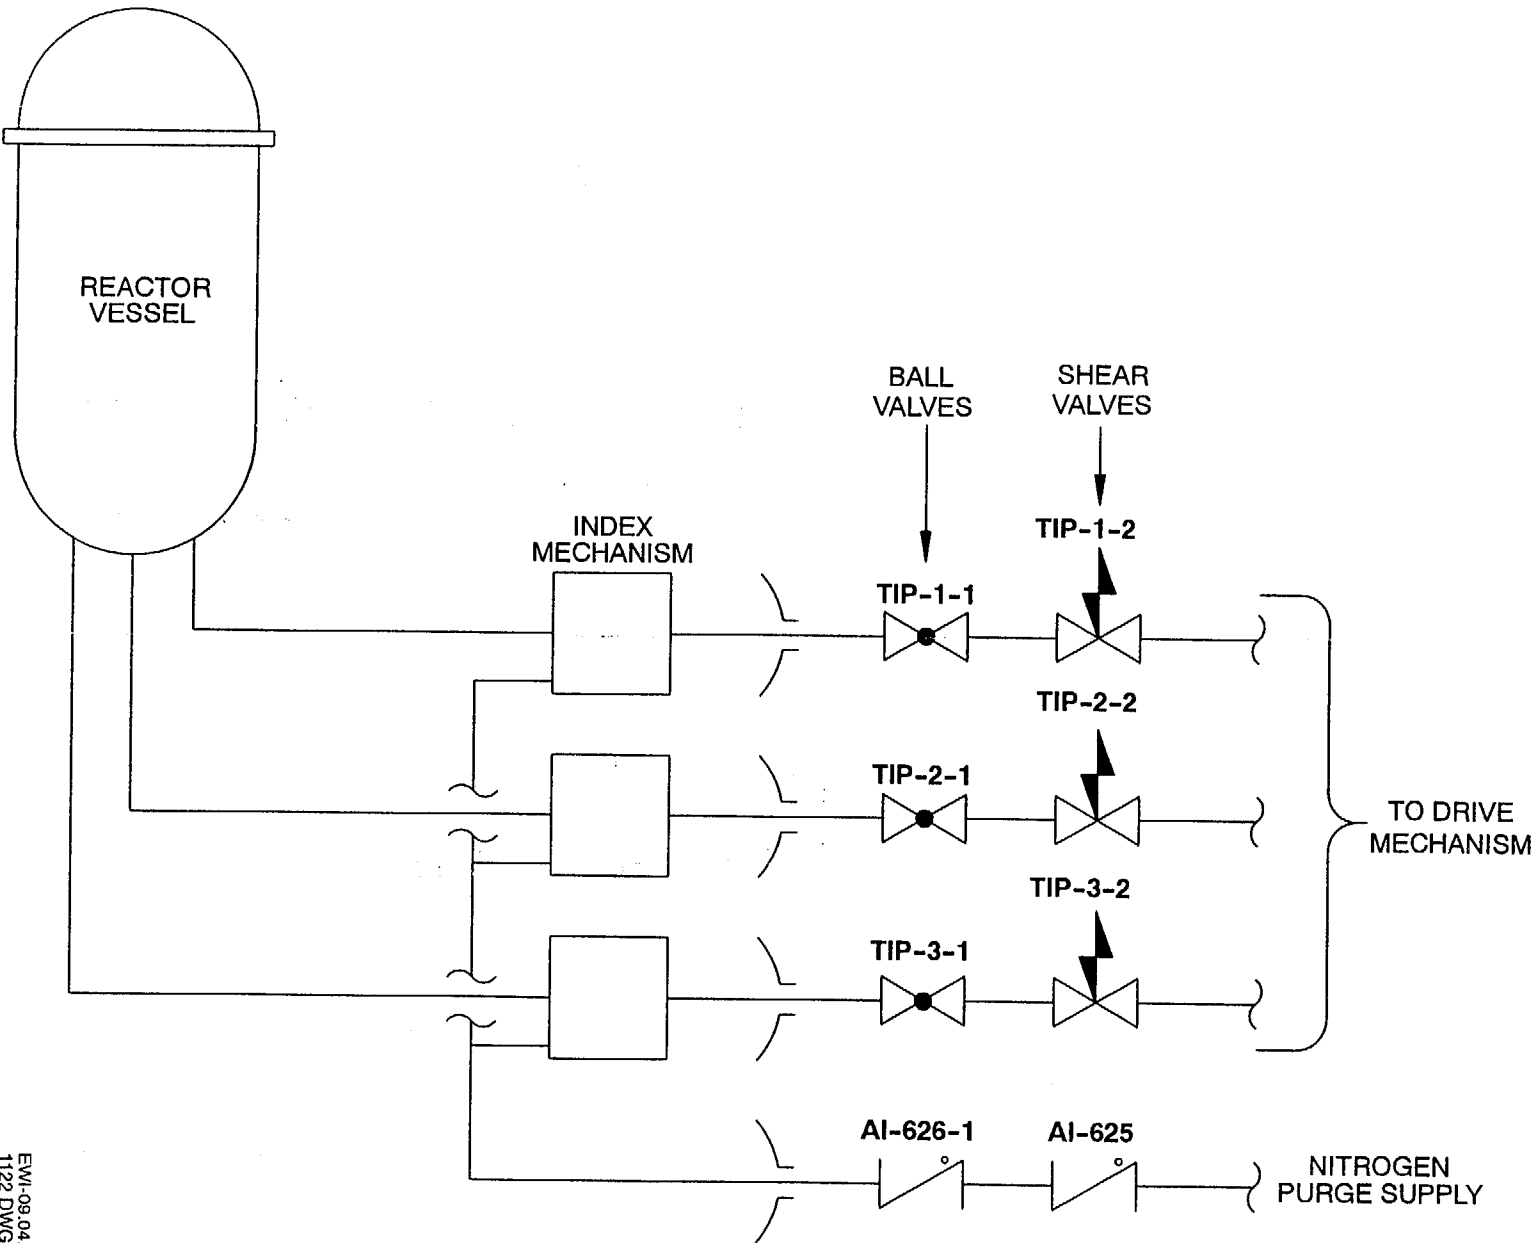 REACTOR
VESSEL
BALL
VALVES
SHEAR
VALVES
INDEX
MECHANISM
TIP-1-2
TIP-1-1
TIP-2-2
TIP-2-1
TIP-3-2
TIP-3-1
TO DRIVE
MECHANISM
AI-626-1
AI-625
NITROGEN
PURGE SUPPLY
EWI-09.04.
1122 DWG